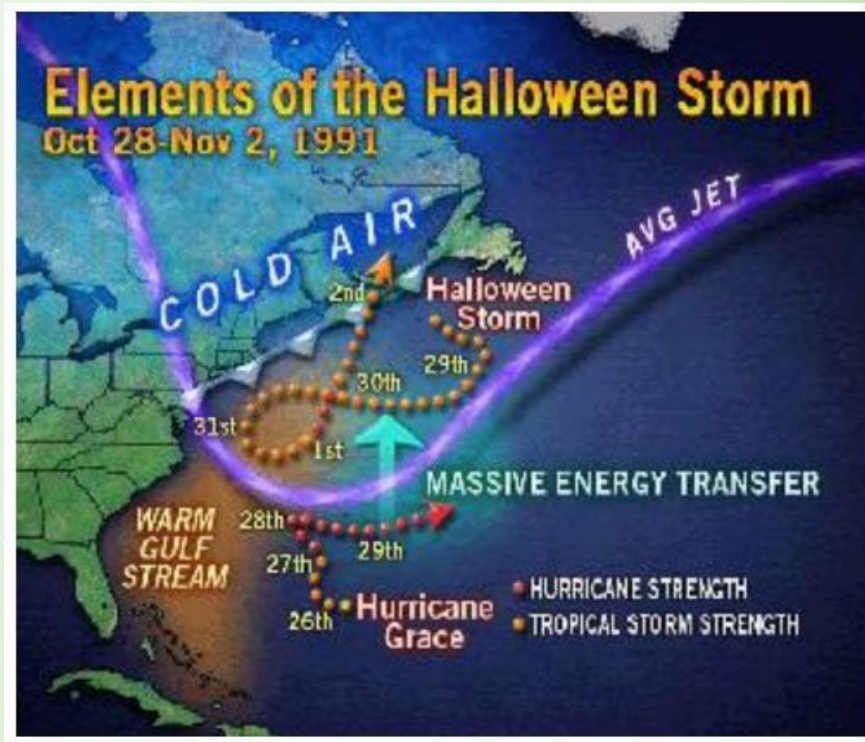 Elements of the Halloween Storm
Oct 28-Nov 2, 1991
COLD AIR
AVG JET
2nd
Halloween
Storm
29th
30th
31st
1st
MASSIVE ENERGY TRANSFER
WARM
GULF
STREAM
28th
29th
27th
26th
Hurricane
Grace
HURRICANE STRENGTH
TROPICAL STORM STRENGTH